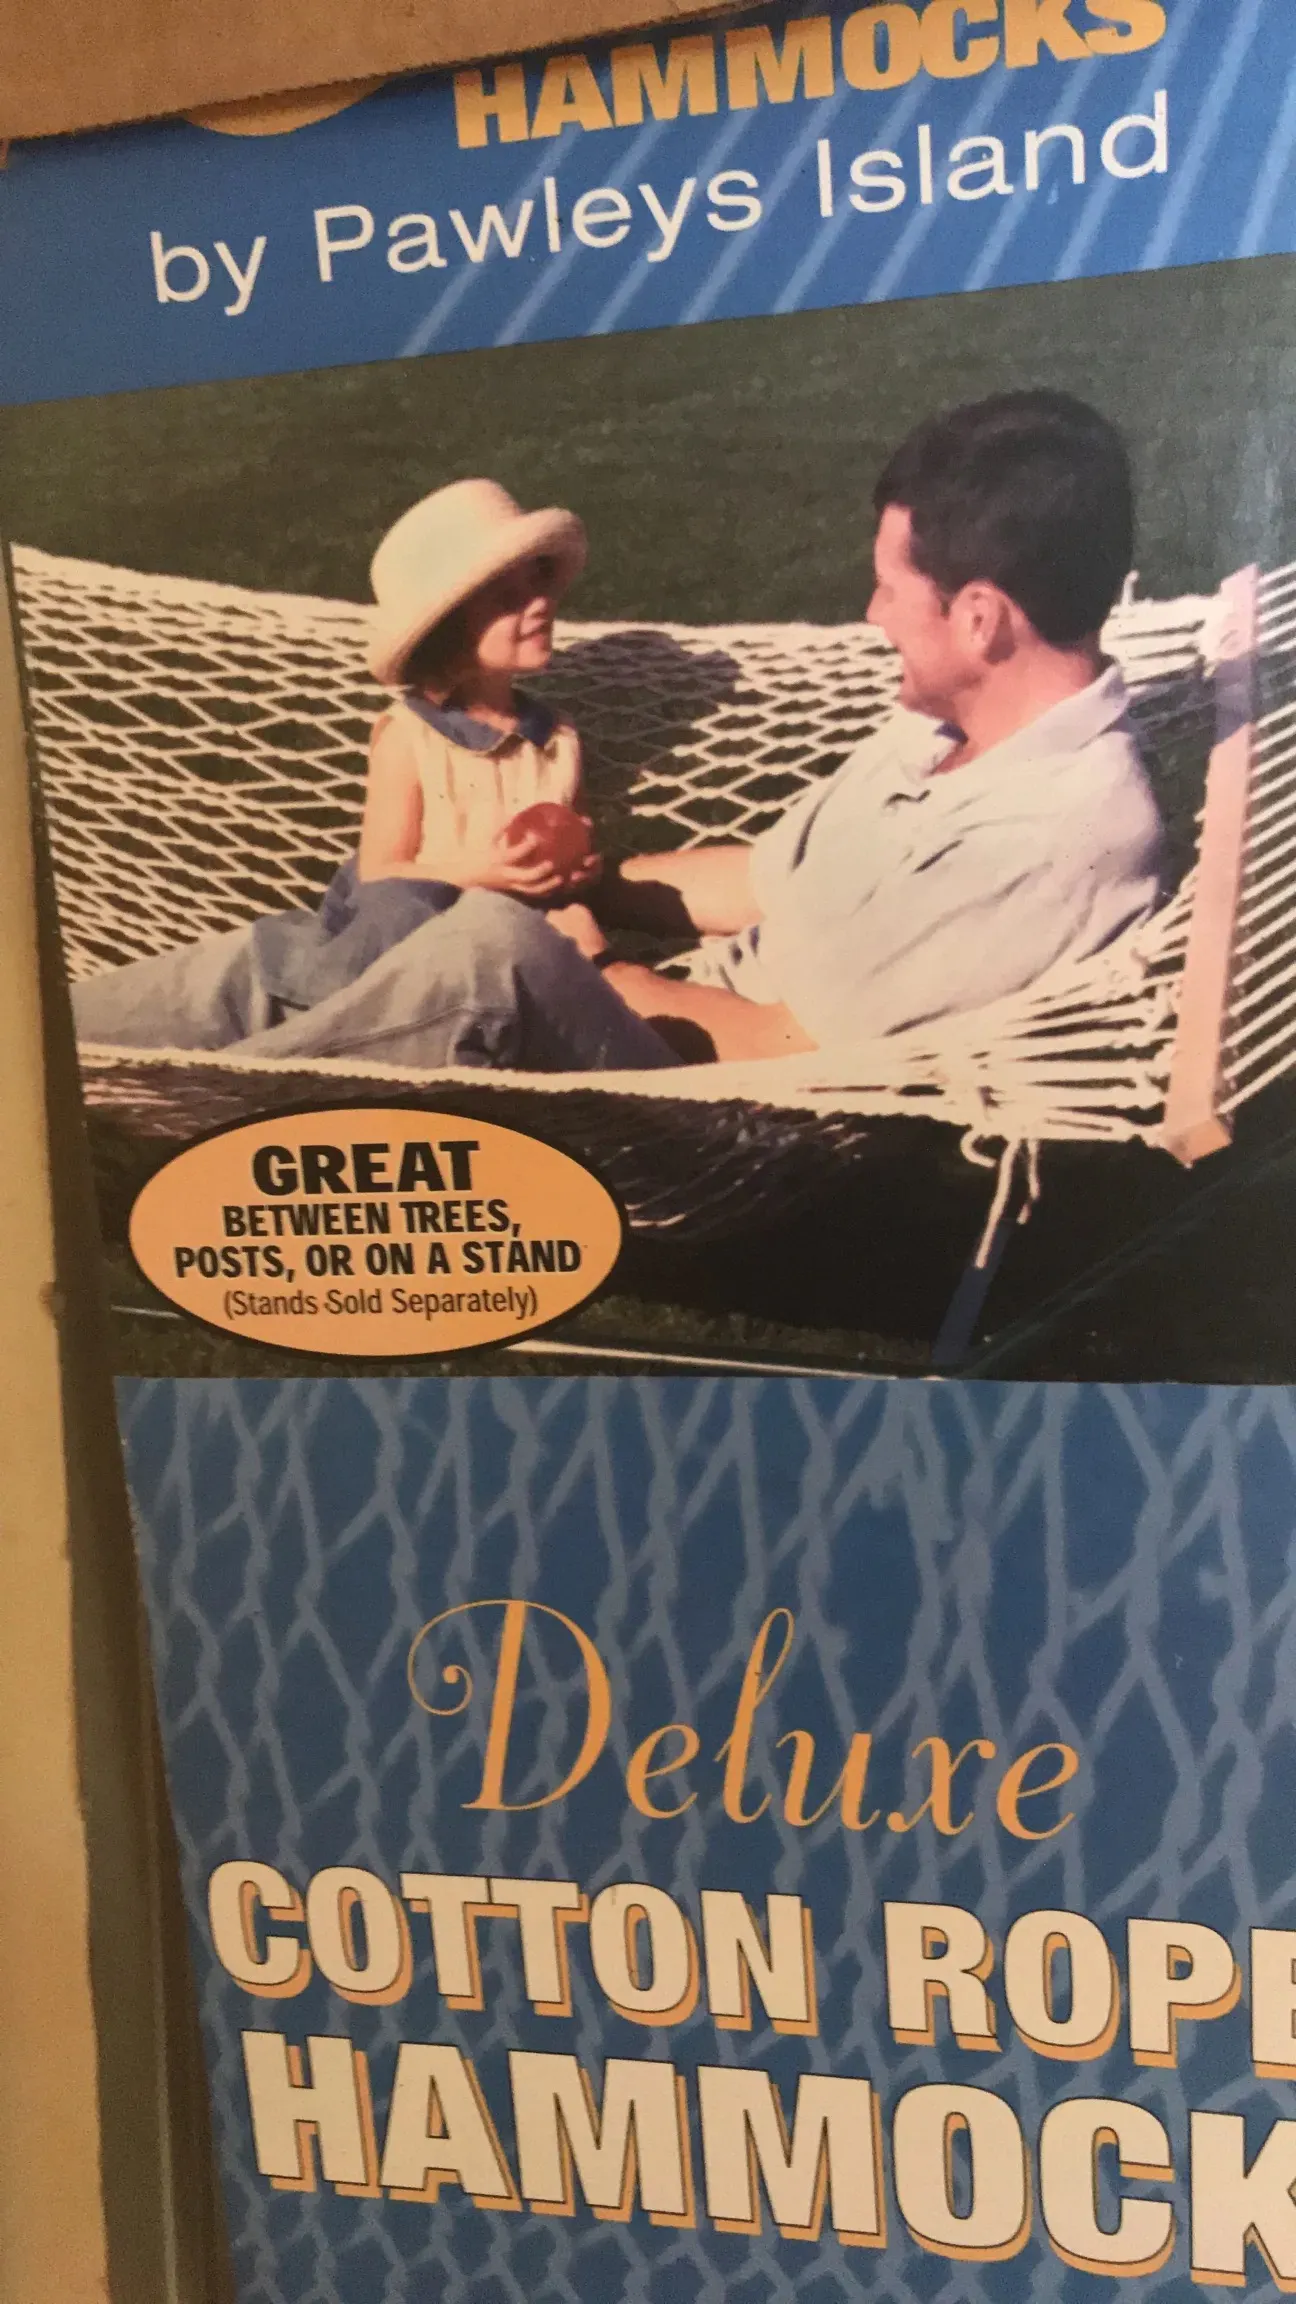 HAMMOCKS
by Pawleys Island
GREAT
BETWEEN TREES,
POSTS, OR ON A STAND
(Stands Sold Separately)
Deluxe
COTTON ROPE
HAMMOCK